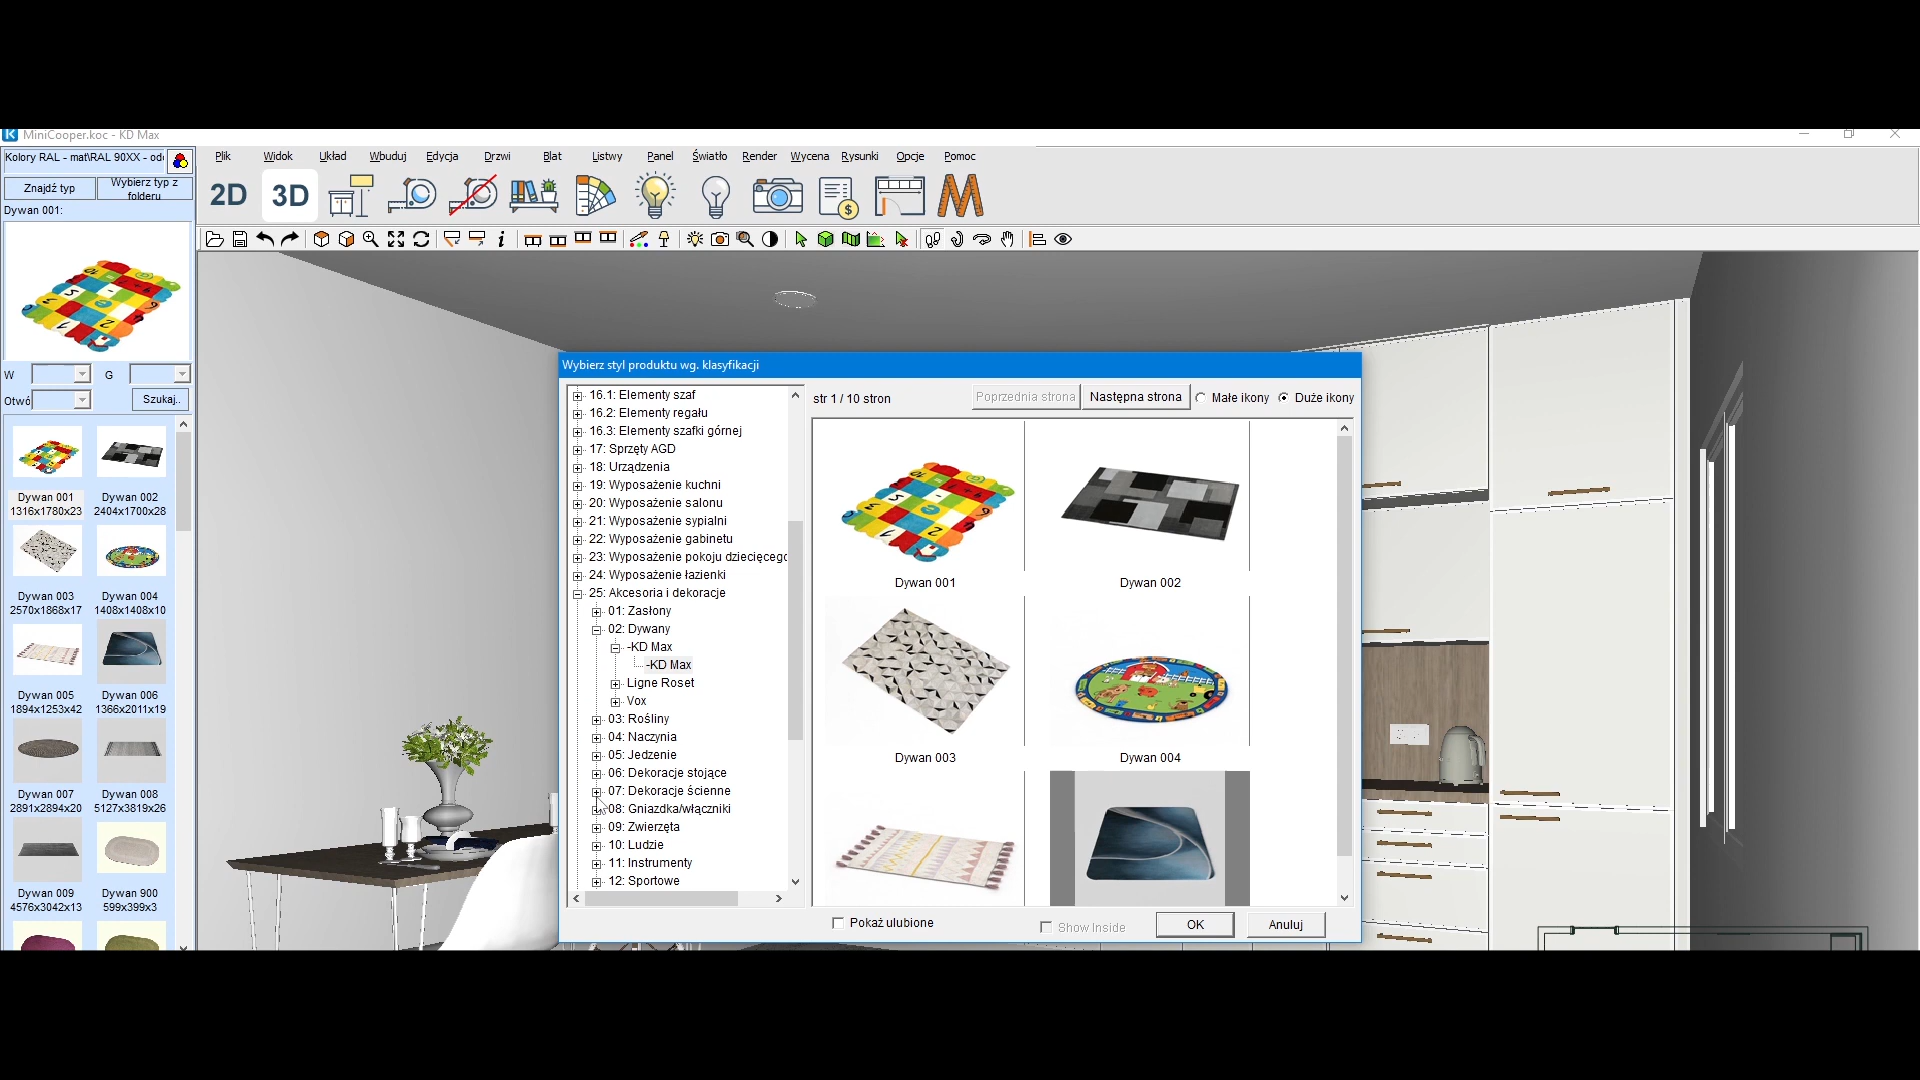 MiniCooper.koc - KD Max
Kolory RAL - mat\RAL 90XX - od
Znajdź typ
Wybierz typ z folderu
Dywan 001:
W
G
Otwó
Szukaj..
Dywan 001
1316x1780x23
Dywan 002
2404x1700x28
Dywan 003
2570x1868x17
Dywan 004
1408x1408x10
Dywan 005
1894x1253x42
Dywan 006
1366x2011x19
Dywan 007
2891x2894x20
Dywan 008
5127x3819x26
Dywan 009
4576x3042x13
Dywan 900
599x399x3
Plik Widok Układ Wbuduj Edycja Drzwi Blat Listwy Panel Światło Render Wycena Rysunki Opcje Pomoc
2D
3D
Wybierz styl produktu wg. klasyfikacji
16.1: Elementy szaf
16.2: Elementy regału
16.3: Elementy szafki górnej
17: Sprzęty AGD
18: Urządzenia
19: Wyposażenie kuchni
20: Wyposażenie salonu
21: Wyposażenie sypialni
22: Wyposażenie gabinetu
23: Wyposażenie pokoju dziecięcego
24: Wyposażenie łazienki
25: Akcesoria i dekoracje
01: Zasłony
02: Dywany
-KD Max
-KD Max
Ligne Roset
Vox
03: Rośliny
04: Naczynia
05: Jedzenie
06: Dekoracje stojące
07: Dekoracje ścienne
08: Gniazdka/włączniki
09: Zwierzęta
10: Ludzie
11: Instrumenty
12: Sportowe
str 1 / 10 stron
Poprzednia strona
Następna strona
Małe ikony
Duże ikony
Dywan 001
Dywan 002
Dywan 003
Dywan 004
Pokaż ulubione
Show Inside
OK
Anuluj